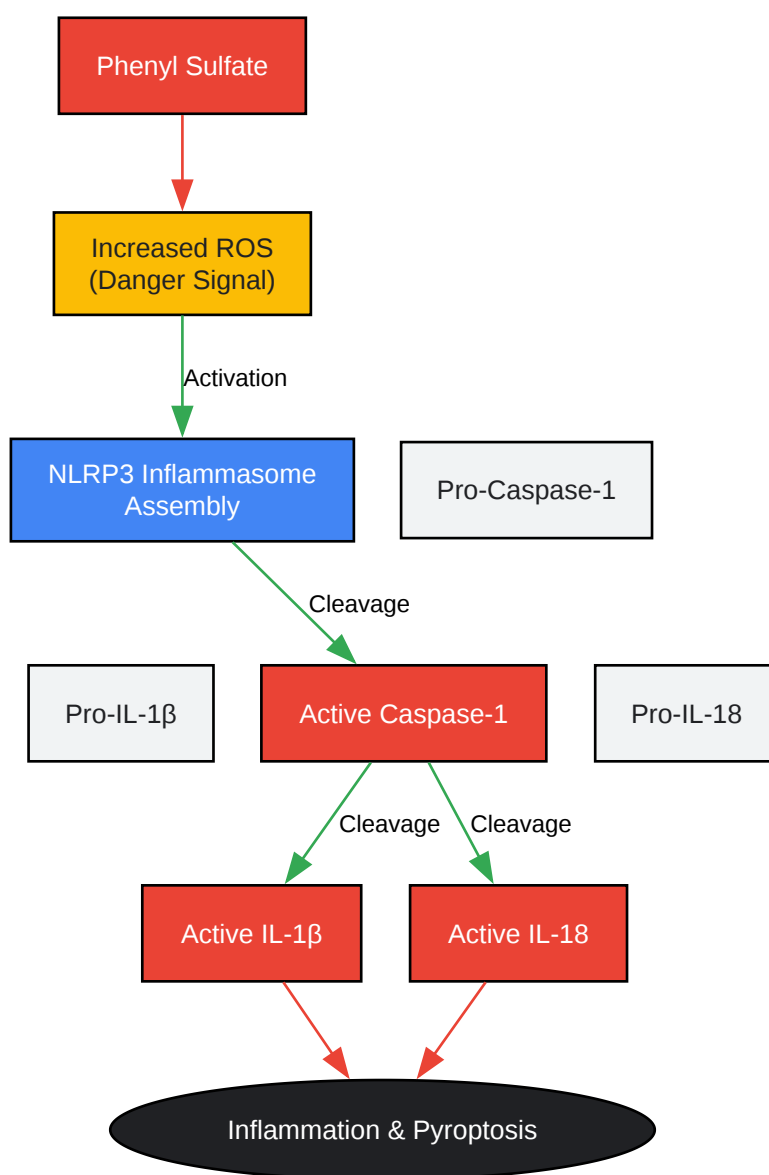 Phenyl Sulfate
Increased ROS
(Danger Signal)
Activation
NLRP3 Inflammasome
Assembly
Pro-Caspase-1
Cleavage
Pro-IL-1β
Active Caspase-1
Pro-IL-18
Cleavage
Cleavage
Active IL-1β
Active IL-18
Inflammation & Pyroptosis